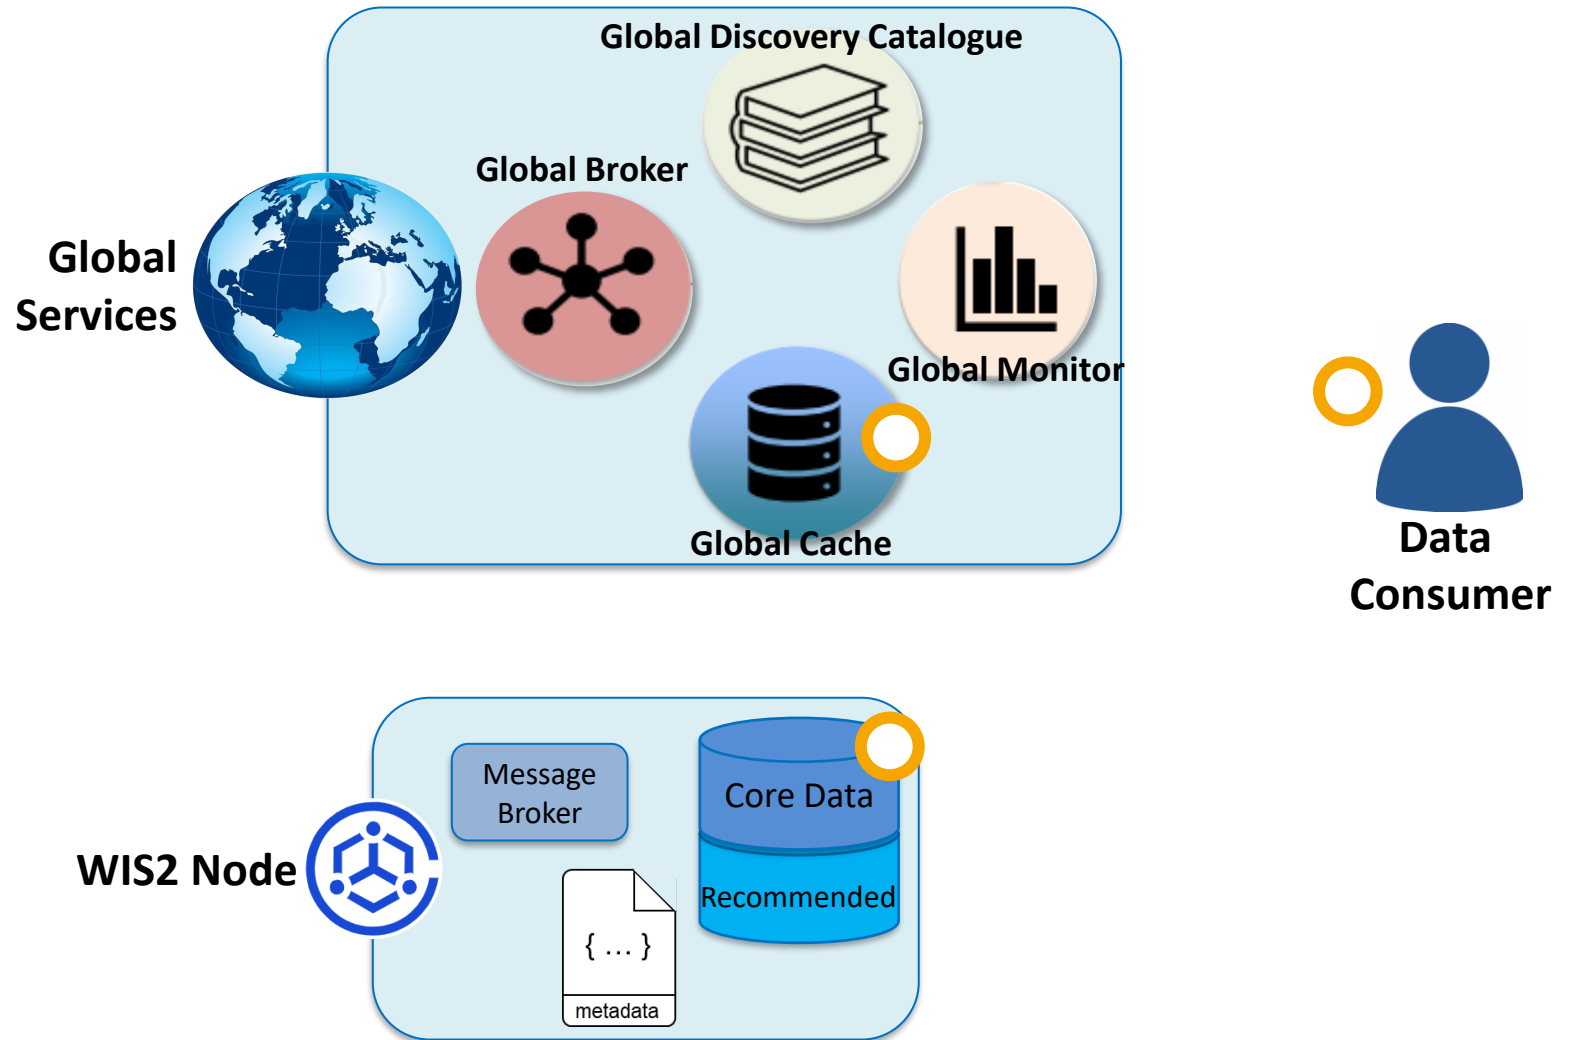 Global Discovery Catalogue
Global Broker
Global
Services
Global Monitor
Global Cache
Data
Consumer
WIS2 Node
Message
Broker
Core Data
Recommended
{ ... }
metadata